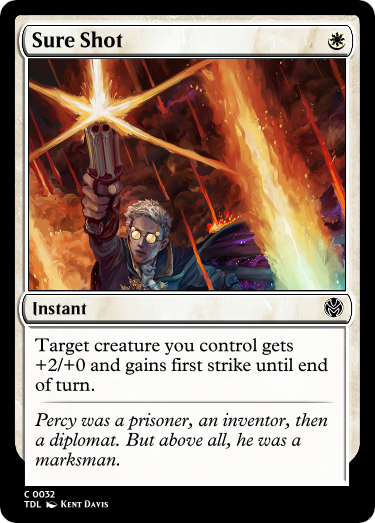 Sure Shot
Instant
Target creature you control gets
+2/+0 and gains first strike until end
of turn.
Percy was a prisoner, an inventor, then
a diplomat. But above all, he was a
marksman.
C 0032
TDL Kent Davis